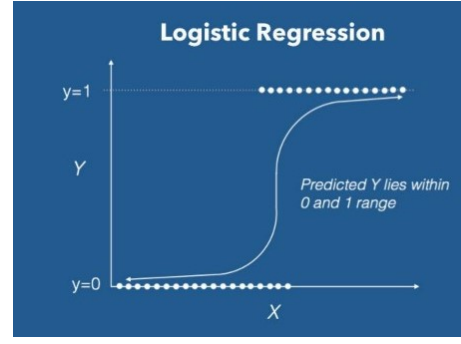 Logistic Regression
y=1
Y
Predicted Y lies within
0 and 1 range
y=0
X